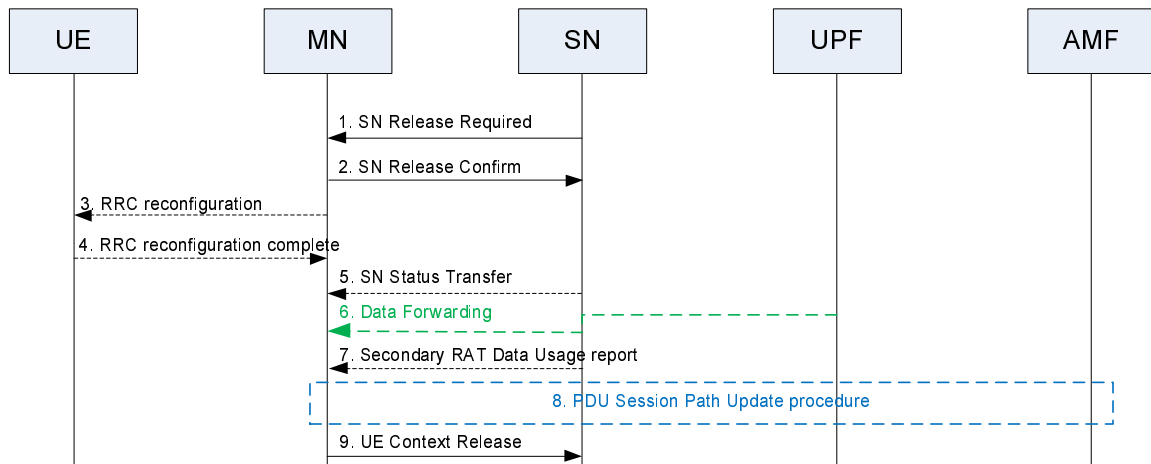 UE
MN
SN
UPF
AMF
1. SN Release Required
2. SN Release Confirm
3. RRC reconfiguration
4. RRC reconfiguration complete
5. SN Status Transfer
6. Data Forwarding
7. Secondary RAT Data Usage report
8. PDU Session Path Update procedure
9. UE Context Release